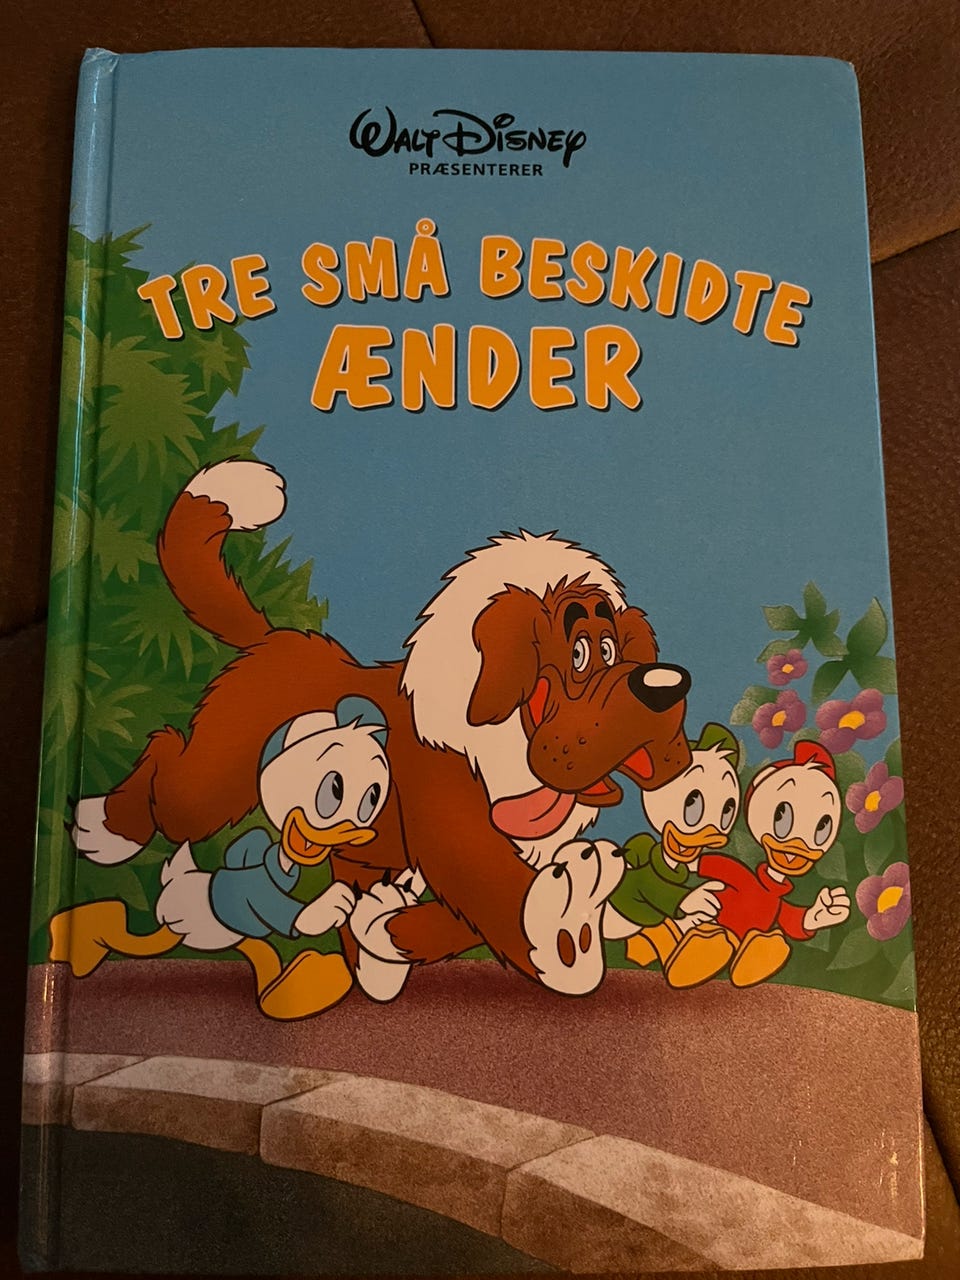 WALT DISNEY
PRÆSENTERER
TRE SMÅ BESKIDTE
ÆNDER